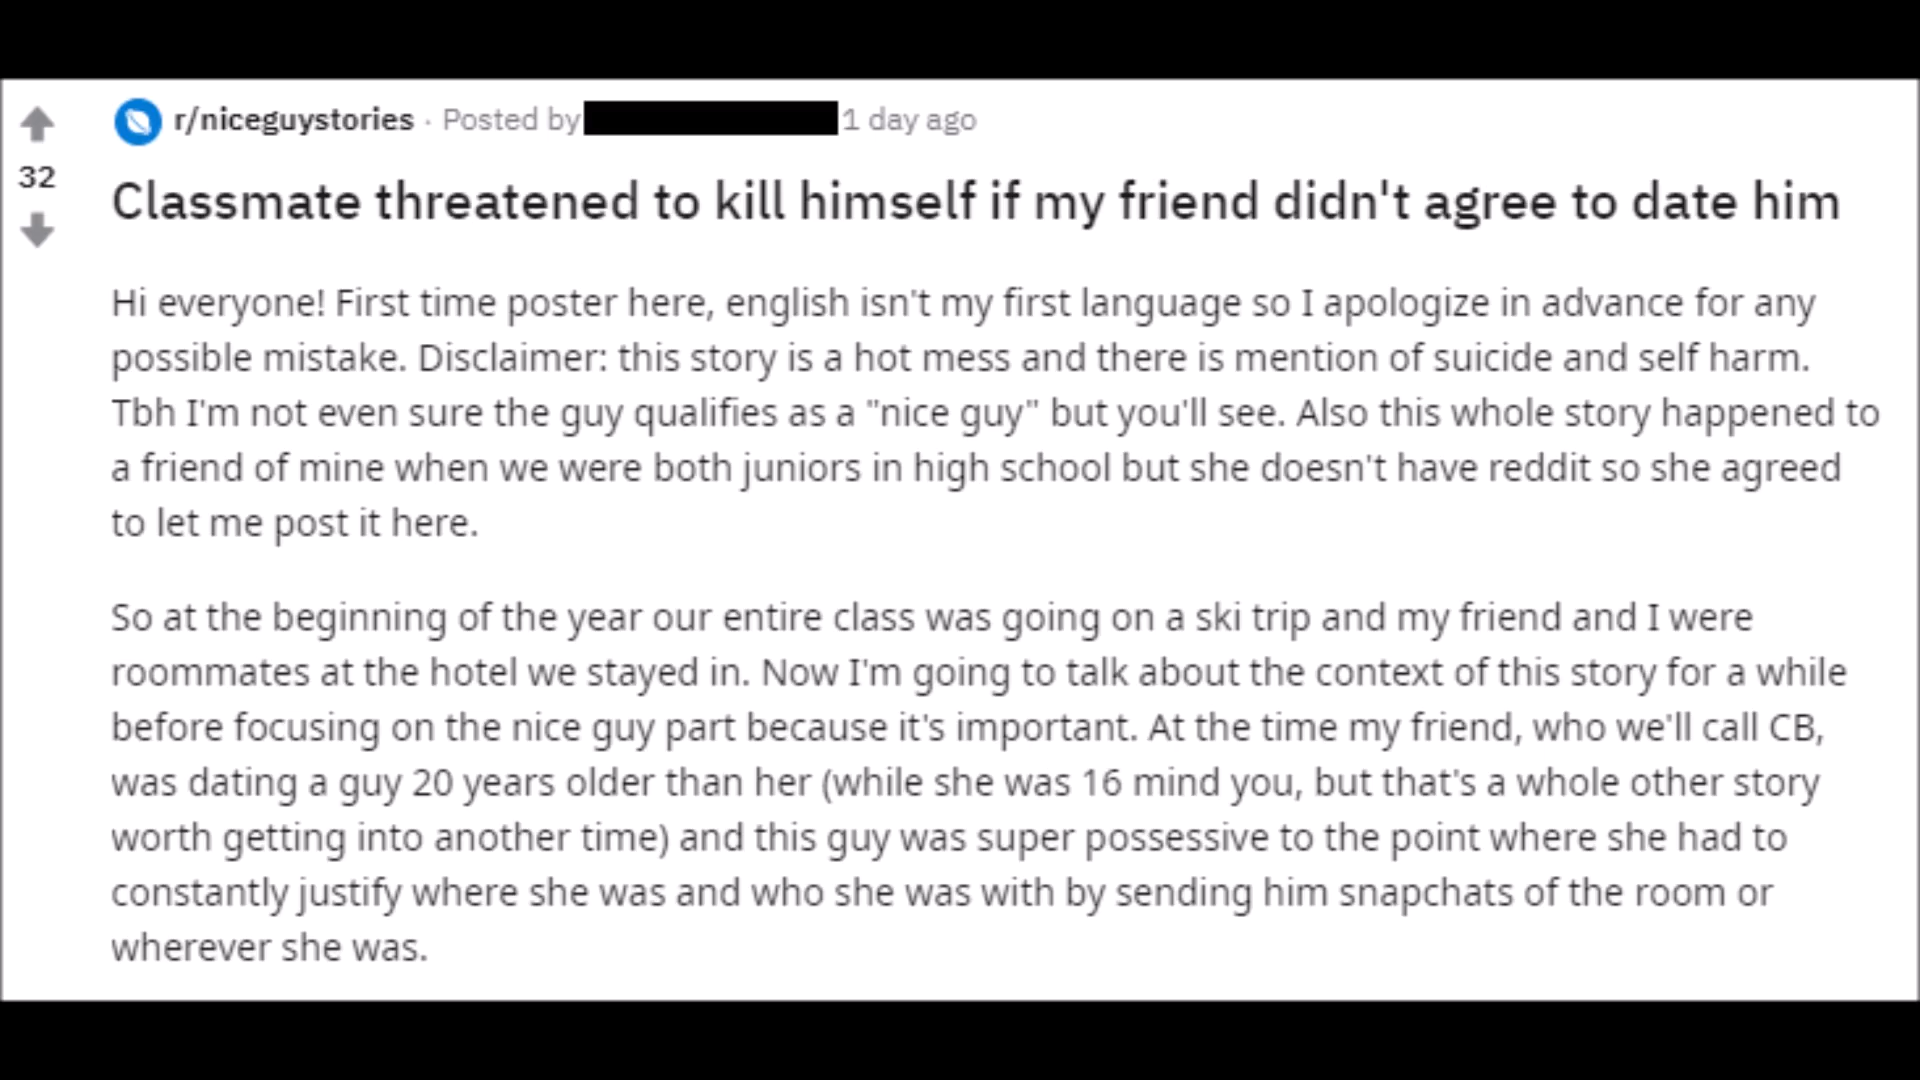 r/niceguystories · Posted by 1 day ago
32
Classmate threatened to kill himself if my friend didn't agree to date him
Hi everyone! First time poster here, english isn't my first language so I apologize in advance for any
possible mistake. Disclaimer: this story is a hot mess and there is mention of suicide and self harm.
Tbh I'm not even sure the guy qualifies as a "nice guy" but you'll see. Also this whole story happened to
a friend of mine when we were both juniors in high school but she doesn't have reddit so she agreed
to let me post it here.
So at the beginning of the year our entire class was going on a ski trip and my friend and I were
roommates at the hotel we stayed in. Now I'm going to talk about the context of this story for a while
before focusing on the nice guy part because it's important. At the time my friend, who we'll call CB,
was dating a guy 20 years older than her (while she was 16 mind you, but that's a whole other story
worth getting into another time) and this guy was super possessive to the point where she had to
constantly justify where she was and who she was with by sending him snapchats of the room or
wherever she was.